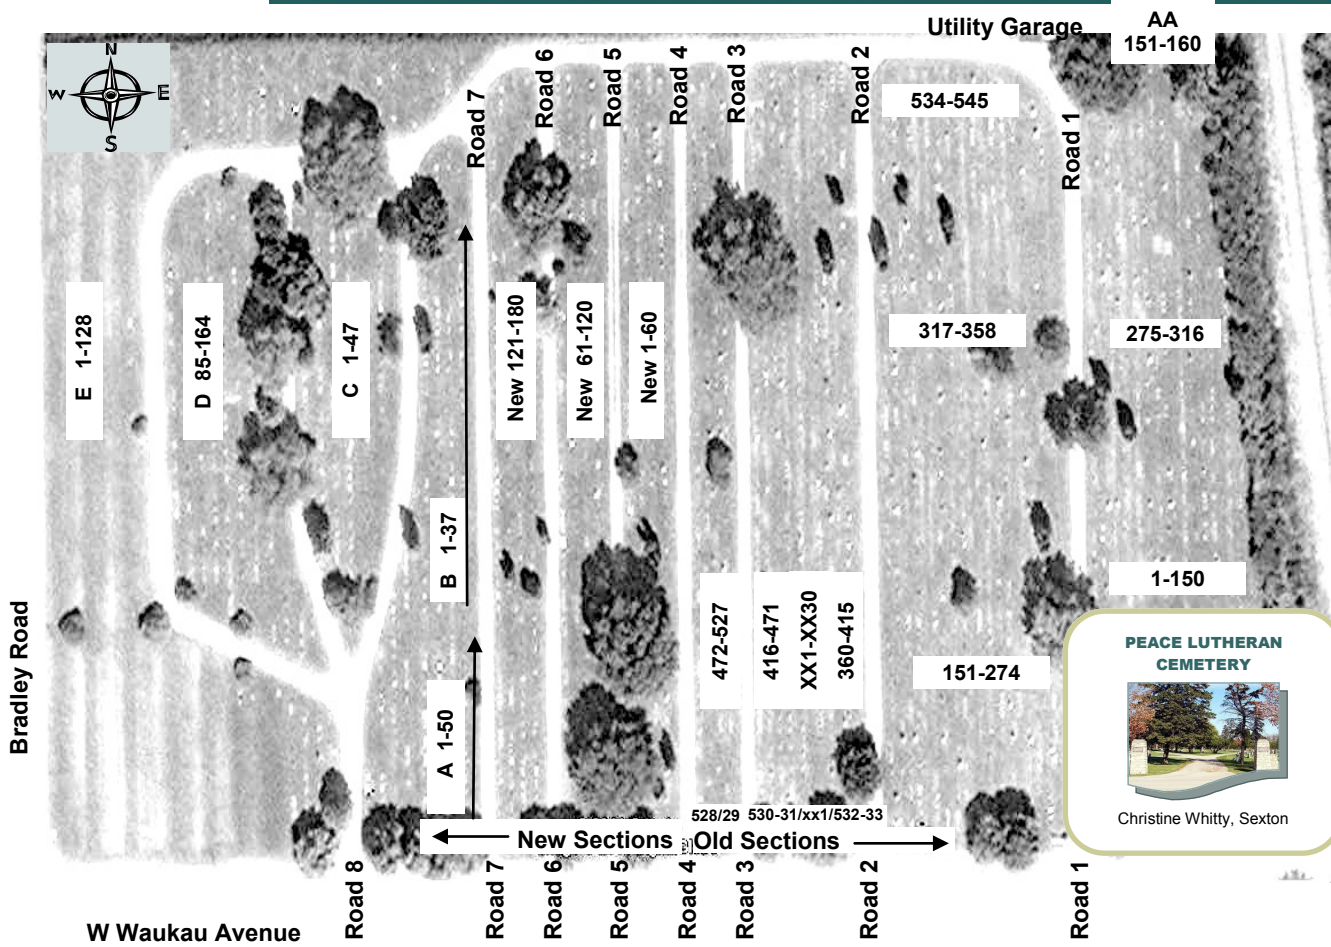 Utility Garage
AA
151-160
N
W E
S
Road 7
Road 6
Road 5
Road 4
Road 3
Road 2
Road 1
534-545
E 1-128
D 85-164
C 1-47
New 121-180
New 61-120
New 1-60
317-358
275-316
B 1-37
A 1-50
472-527
416-471
XX1-XX30
360-415
151-274
1-150
Bradley Road
PEACE LUTHERAN
CEMETERY
Christine Whitty, Sexton
528/29 530-31/xx1/532-33
New Sections Old Sections
Road 8
Road 7
Road 6
Road 5
Road 4
Road 3
Road 2
Road 1
W Waukau Avenue